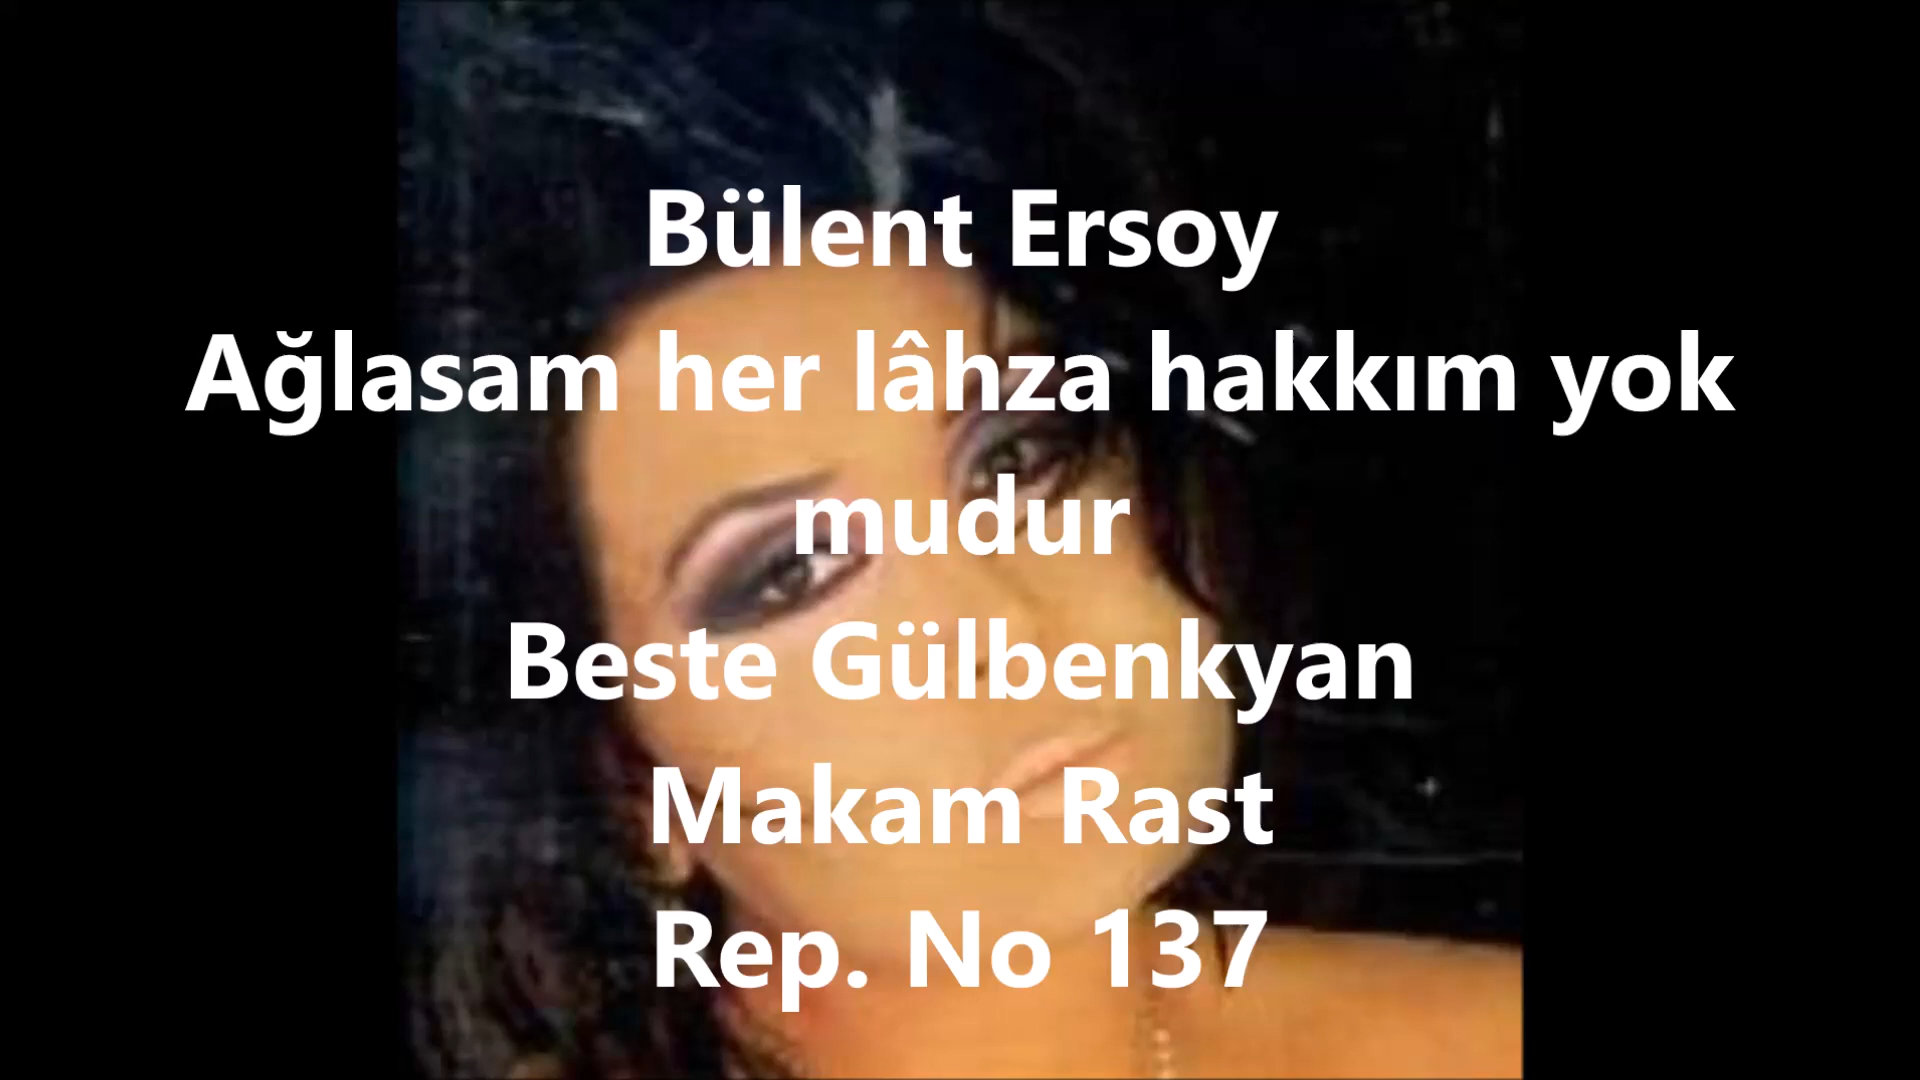 Bülent Ersoy
Ağlasam her lâhza hakkım yok
mudur
Beste Gülbenkyan
Makam Rast
Rep. No 137